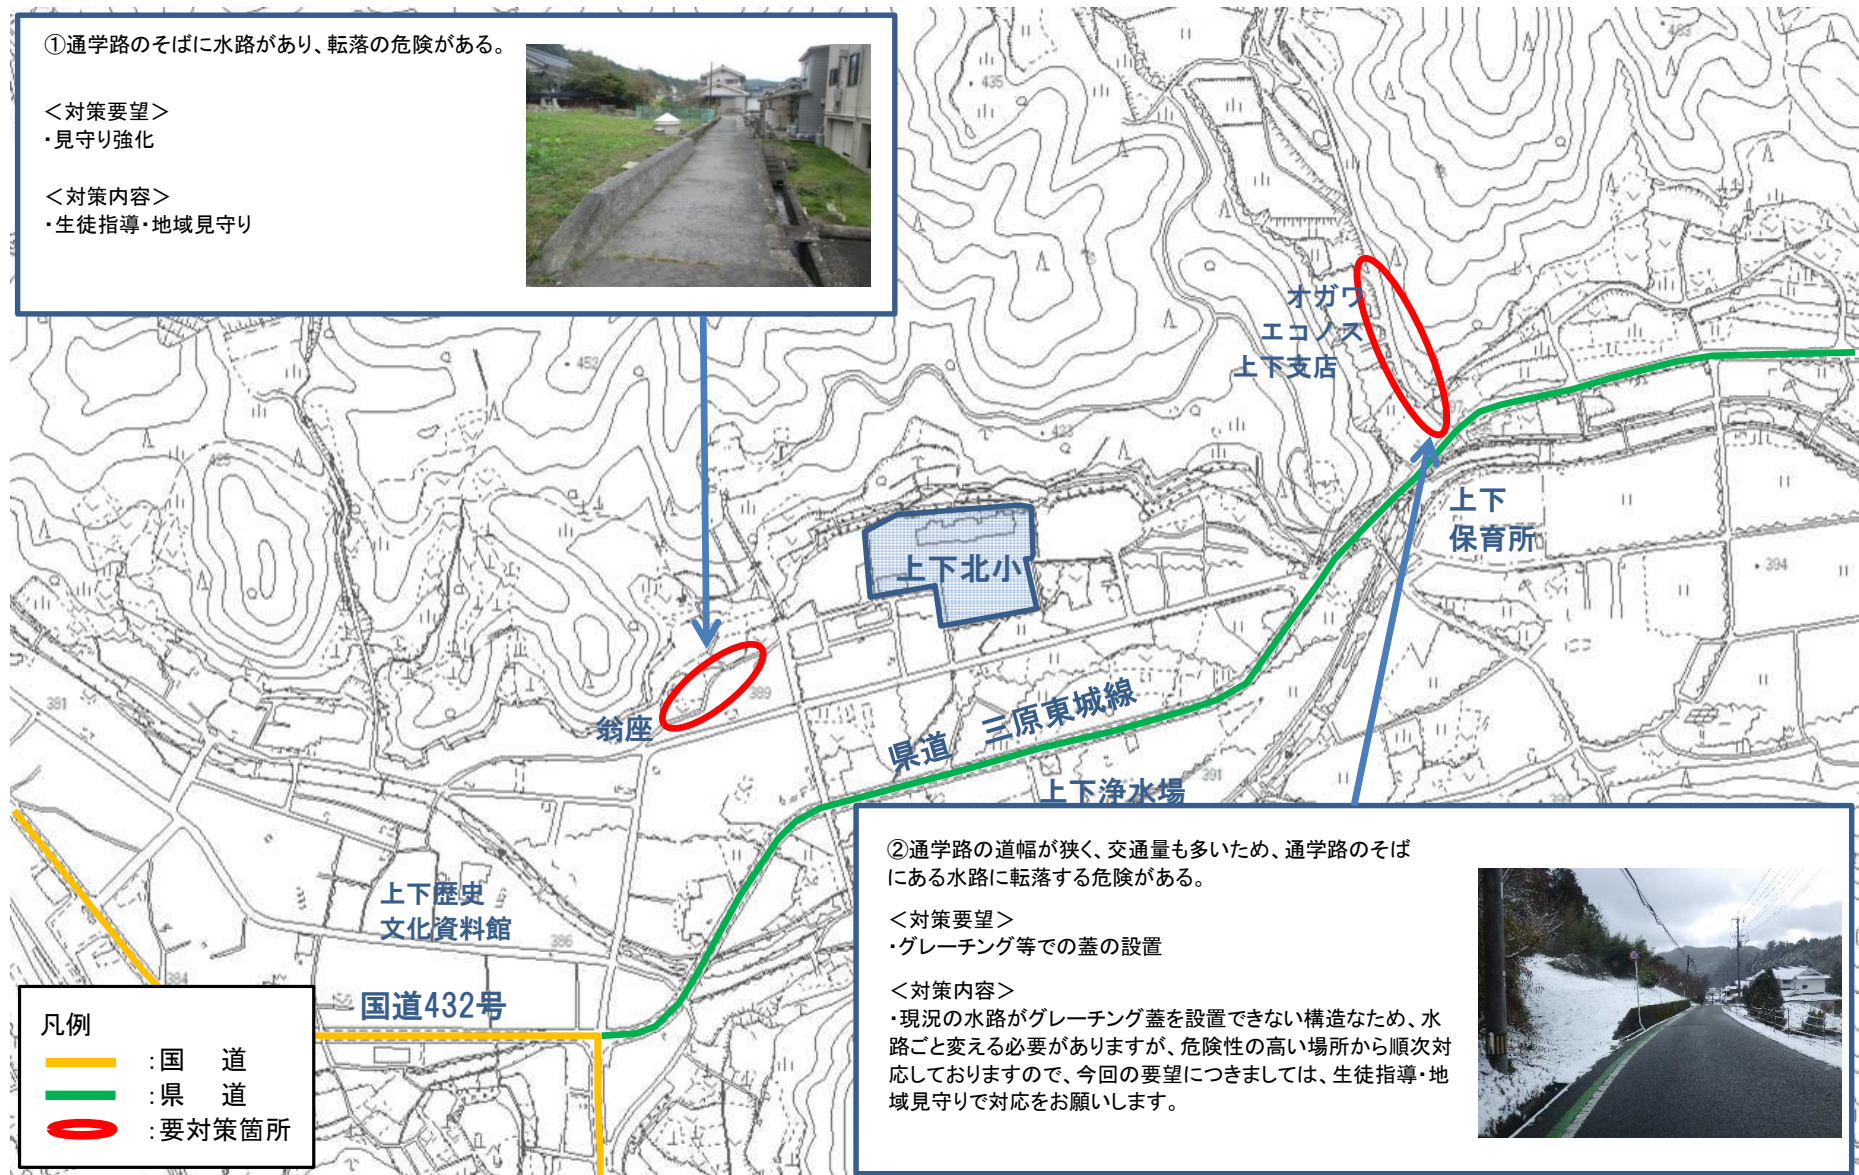 ①通学路のそばに水路があり、転落の危険がある。
＜対策要望＞
・見守り強化
＜対策内容＞
・生徒指導・地域見守り
435
463
452
423
オガワ
エコノス
上下支店
上下
保育所
394
上下北小
381
389
翁座
県道 三原東城線
391
上下浄水場
上下歴史
文化資料館
386
384
国道432号
凡例
:国 道
:県 道
:要対策箇所
②通学路の道幅が狭く、交通量も多いため、通学路のそば
にある水路に転落する危険がある。
＜対策要望＞
・グレーチング等での蓋の設置
＜対策内容＞
・現況の水路がグレーチング蓋を設置できない構造なため、水
路ごと変える必要がありますが、危険性の高い場所から順次対
応しておりますので、今回の要望につきましては、生徒指導・地
域見守りで対応をお願いします。